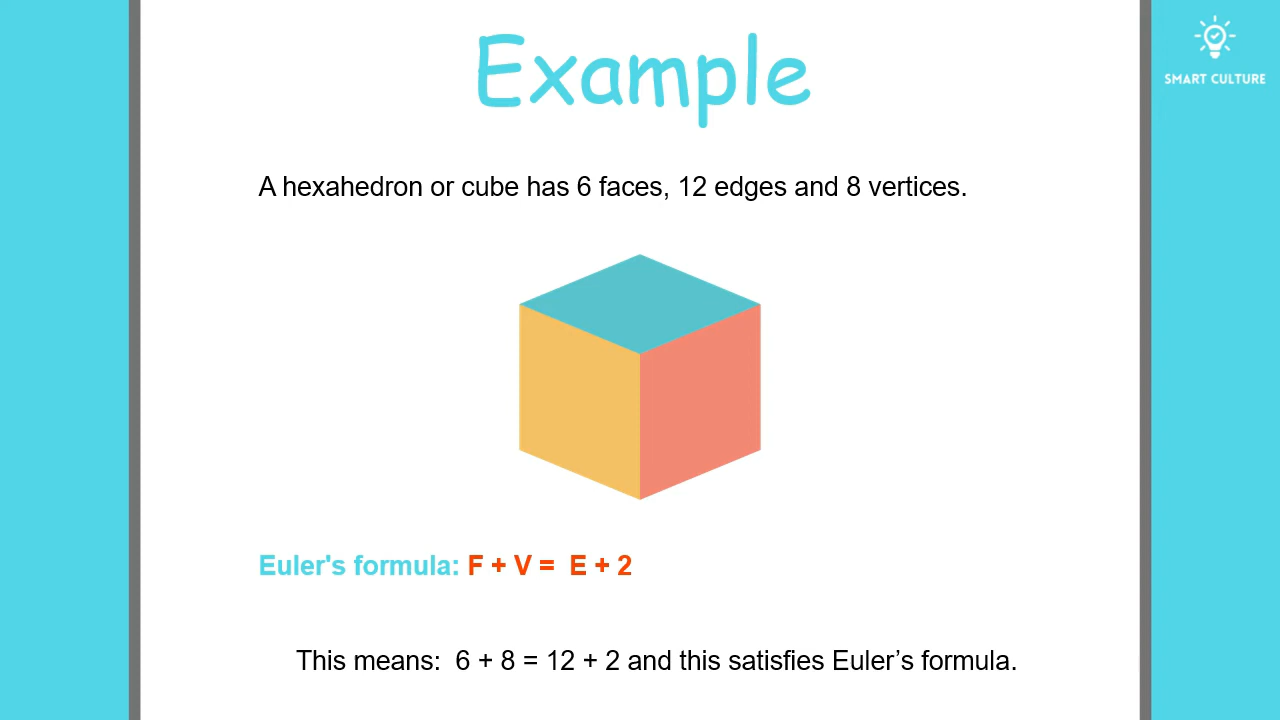 Example
SMART CULTURE
A hexahedron or cube has 6 faces, 12 edges and 8 vertices.
Euler's formula: F + V = E + 2
This means: 6 + 8 = 12 + 2 and this satisfies Euler’s formula.